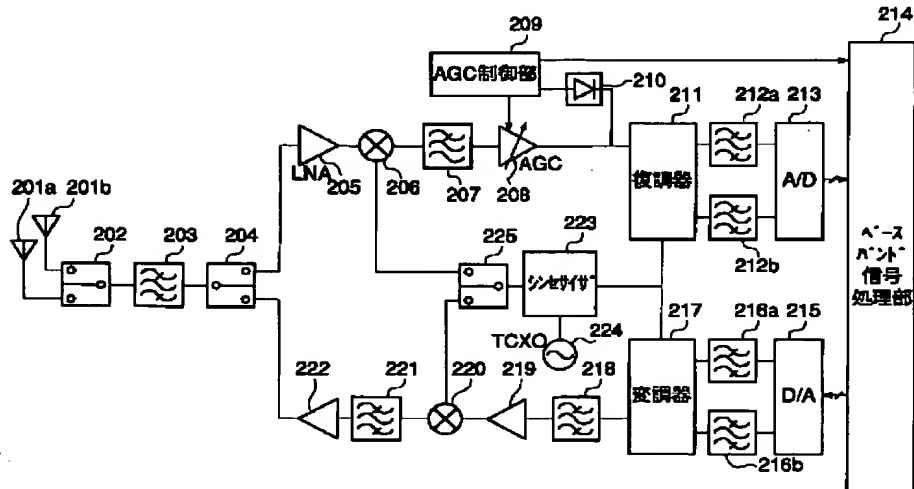 209
214
AGC制御部
210
211
212a
213
LNA
205
206
207
208
AGC
復調器
A/D
201a
201b
202
203
204
212b
225
223
シンセサイザ
TCXO
224
ベース
バンド
信号
処理部
217
216a
215
222
221
220
219
218
変調器
D/A
216b